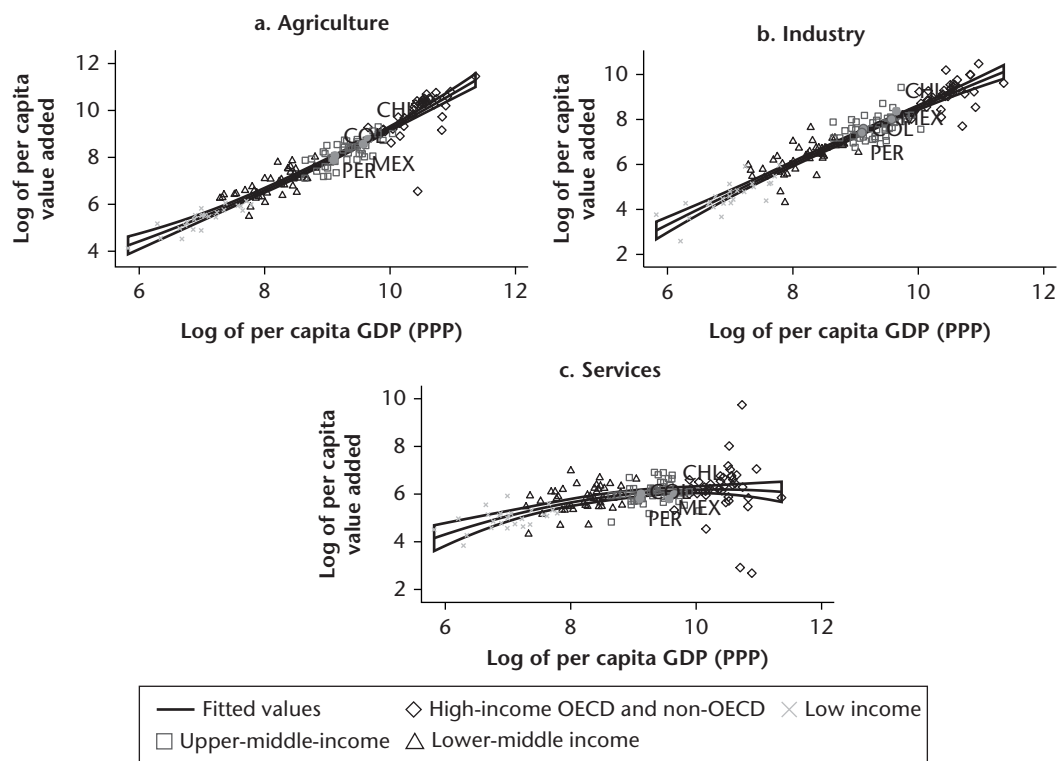 a. Agriculture
12
10
8
6
4
Log of per capita
value added
CHL
COL
PER
MEX
6
8
10
12
Log of per capita GDP (PPP)
b. Industry
10
8
6
4
2
Log of per capita
value added
CHL
MEX
COL
PER
6
8
10
12
Log of per capita GDP (PPP)
c. Services
10
8
6
4
2
Log of per capita
value added
CHL
COL
MEX
PER
6
8
10
12
Log of per capita GDP (PPP)
Fitted values
High-income OECD and non-OECD
Low income
Upper-middle-income
Lower-middle income